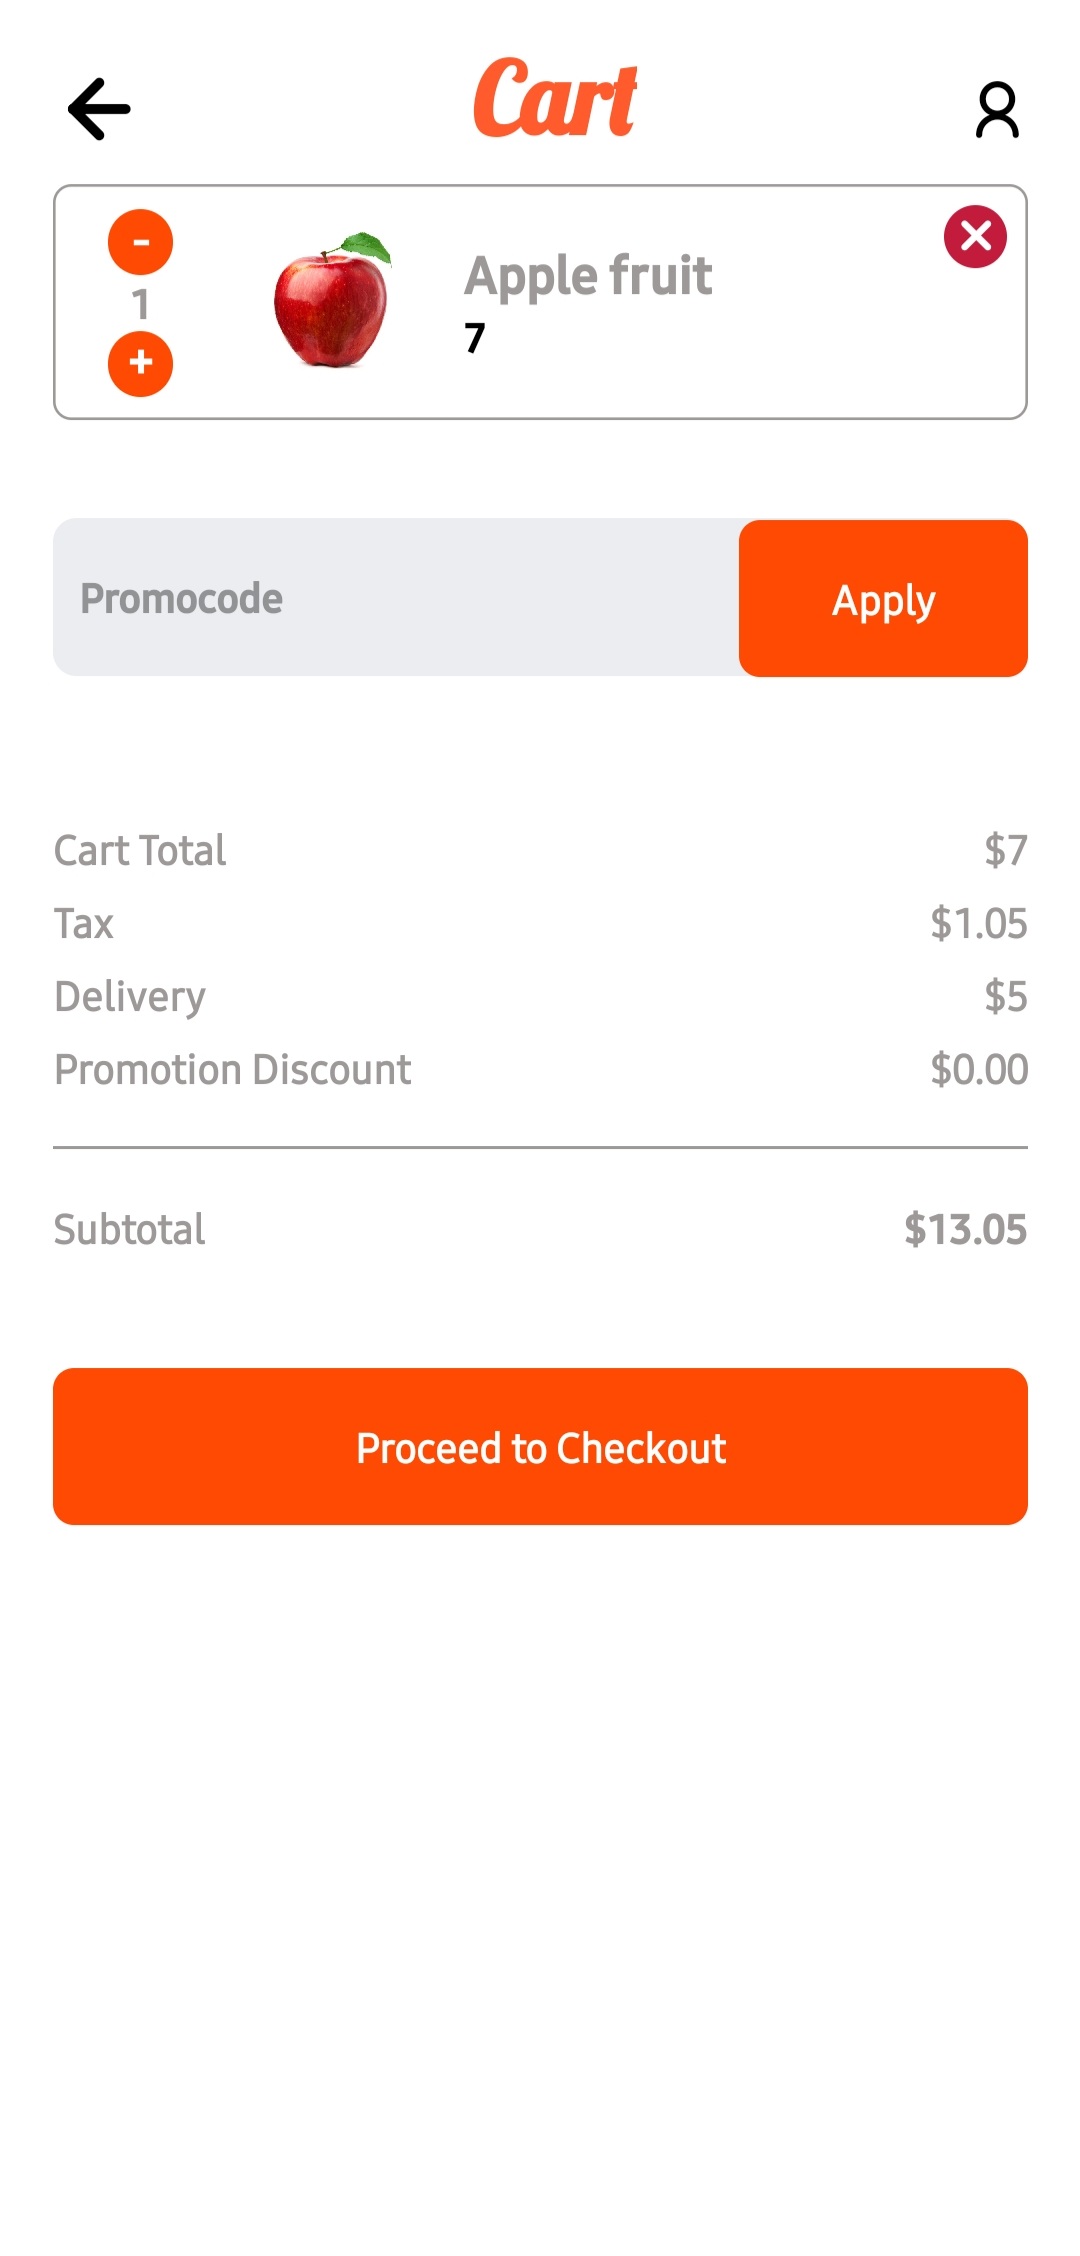 Cart
-
1
+
Apple fruit
7
Promocode
Apply
Cart Total $7
Tax $1.05
Delivery $5
Promotion Discount $0.00
Subtotal $13.05
Proceed to Checkout